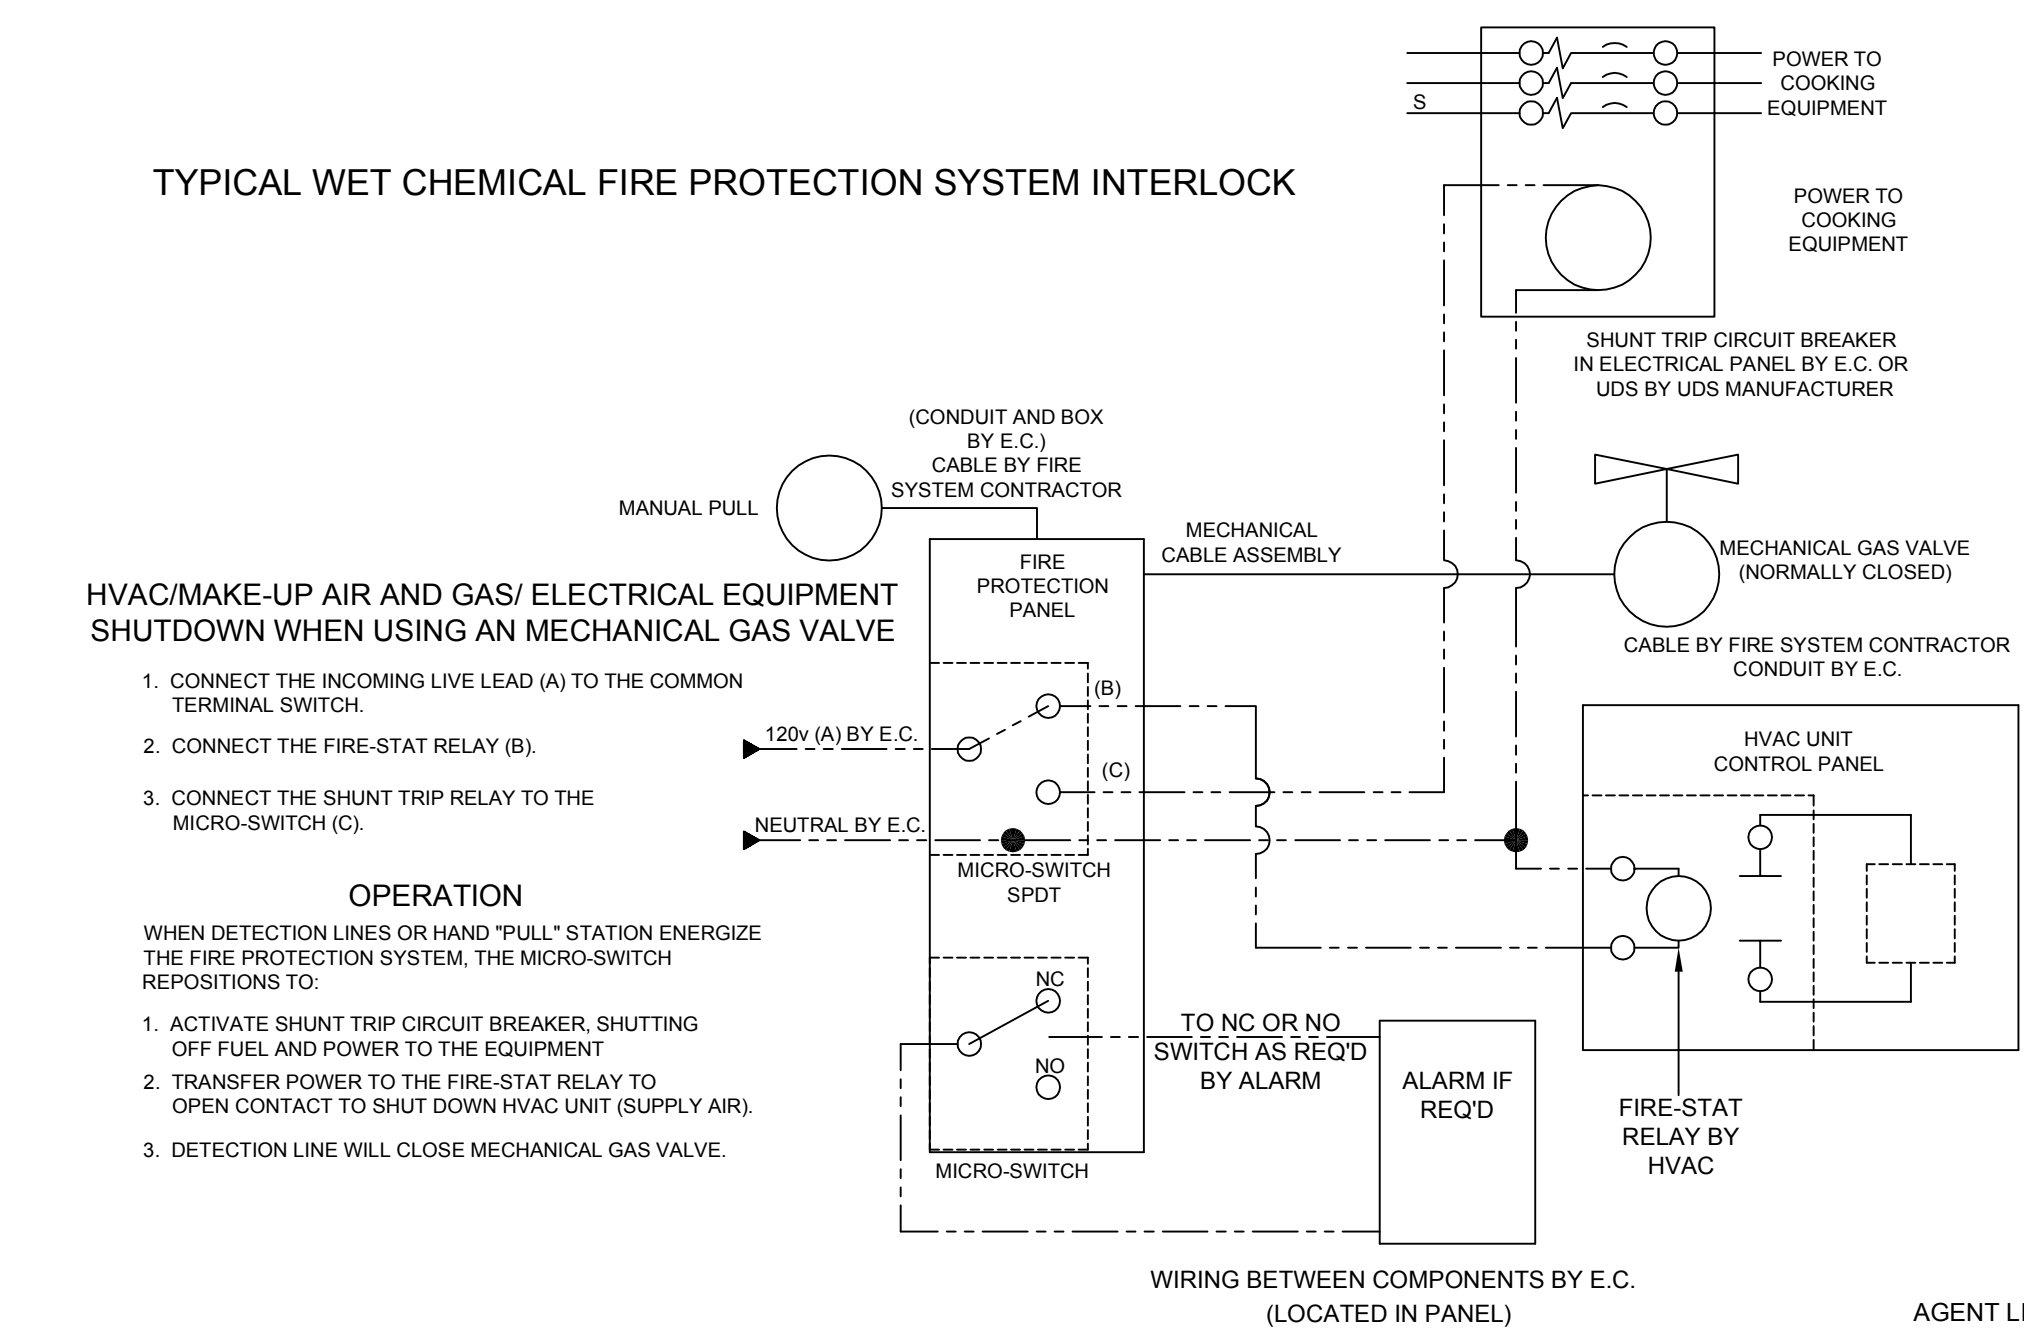 POWER TO
COOKING
EQUIPMENT
S
TYPICAL WET CHEMICAL FIRE PROTECTION SYSTEM INTERLOCK
POWER TO
COOKING
EQUIPMENT
SHUNT TRIP CIRCUIT BREAKER
IN ELECTRICAL PANEL BY E.C. OR
UDS BY UDS MANUFACTURER
(CONDUIT AND BOX
BY E.C.)
CABLE BY FIRE
SYSTEM CONTRACTOR
MANUAL PULL
MECHANICAL
CABLE ASSEMBLY
FIRE
PROTECTION
PANEL
MECHANICAL GAS VALVE
(NORMALLY CLOSED)
CABLE BY FIRE SYSTEM CONTRACTOR
CONDUIT BY E.C.
HVAC/MAKE-UP AIR AND GAS/ ELECTRICAL EQUIPMENT
SHUTDOWN WHEN USING AN MECHANICAL GAS VALVE
1. CONNECT THE INCOMING LIVE LEAD (A) TO THE COMMON
TERMINAL SWITCH.
2. CONNECT THE FIRE-STAT RELAY (B).
3. CONNECT THE SHUNT TRIP RELAY TO THE
MICRO-SWITCH (C).
120v (A) BY E.C.
NEUTRAL BY E.C.
(B)
(C)
MICRO-SWITCH
SPDT
HVAC UNIT
CONTROL PANEL
OPERATION
WHEN DETECTION LINES OR HAND "PULL" STATION ENERGIZE
THE FIRE PROTECTION SYSTEM, THE MICRO-SWITCH
REPOSITIONS TO:
1. ACTIVATE SHUNT TRIP CIRCUIT BREAKER, SHUTTING
OFF FUEL AND POWER TO THE EQUIPMENT
2. TRANSFER POWER TO THE FIRE-STAT RELAY TO
OPEN CONTACT TO SHUT DOWN HVAC UNIT (SUPPLY AIR).
3. DETECTION LINE WILL CLOSE MECHANICAL GAS VALVE.
NC
NO
MICRO-SWITCH
TO NC OR NO
SWITCH AS REQ'D
BY ALARM
ALARM IF
REQ'D
FIRE-STAT
RELAY BY
HVAC
WIRING BETWEEN COMPONENTS BY E.C.
(LOCATED IN PANEL)
AGENT